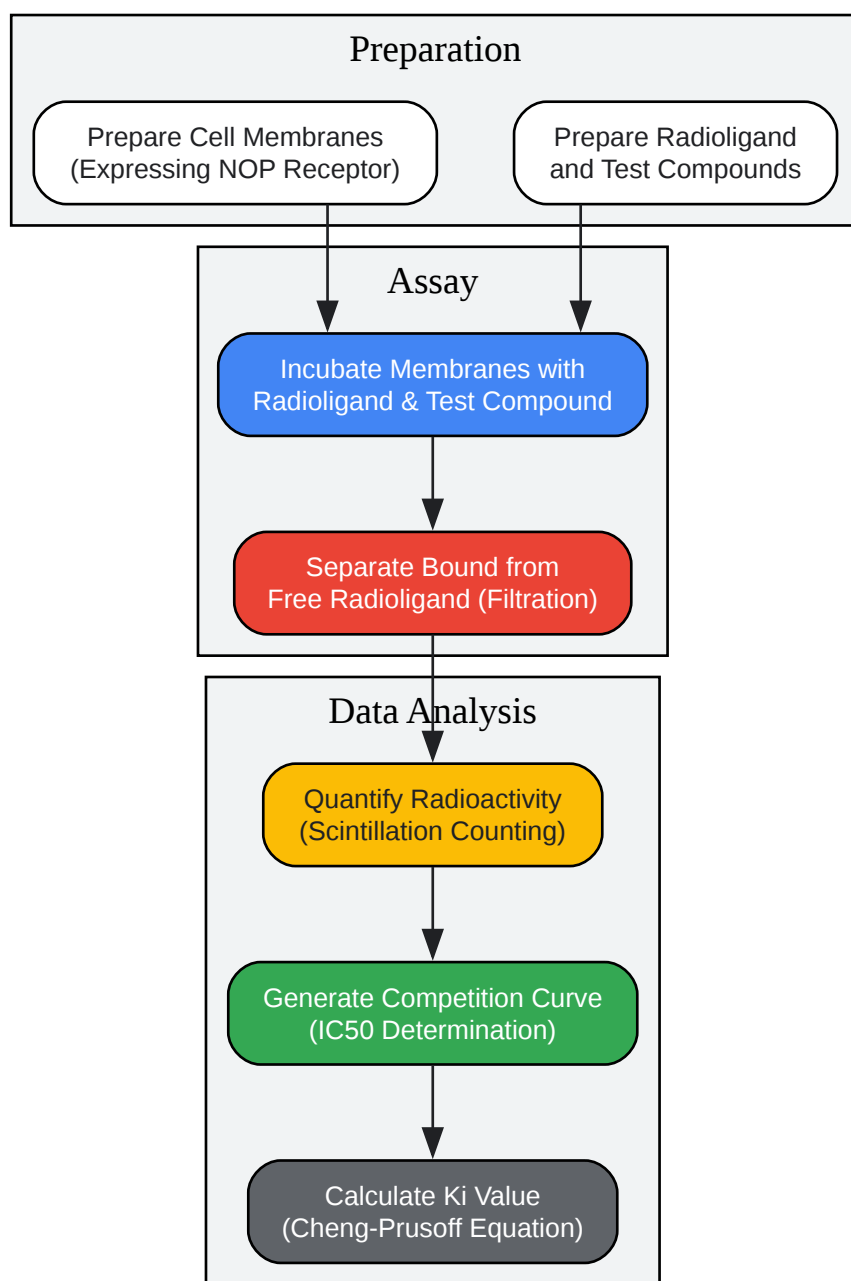 Preparation
Prepare Cell Membranes
(Expressing NOP Receptor)
Prepare Radioligand
and Test Compounds
Assay
Incubate Membranes with
Radioligand & Test Compound
Separate Bound from
Free Radioligand (Filtration)
Data Analysis
Quantify Radioactivity
(Scintillation Counting)
Generate Competition Curve
(IC50 Determination)
Calculate Ki Value
(Cheng-Prusoff Equation)